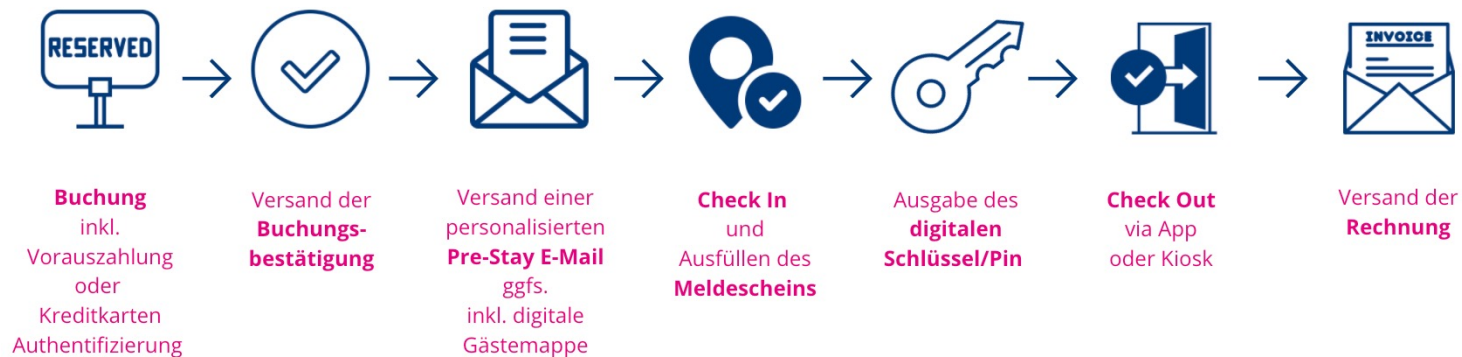 RESERVED
INVOICE
Buchung
inkl.
Vorauszahlung
oder
Kreditkarten
Authentifizierung
Versand der
Buchungs-
bestätigung
Versand einer
personalisierten
Pre-Stay E-Mail
ggfs.
inkl. digitale
Gästemappe
Check In
und
Ausfüllen des
Meldescheins
Ausgabe des
digitalen
Schlüssel/Pin
Check Out
via App
oder Kiosk
Versand der
Rechnung